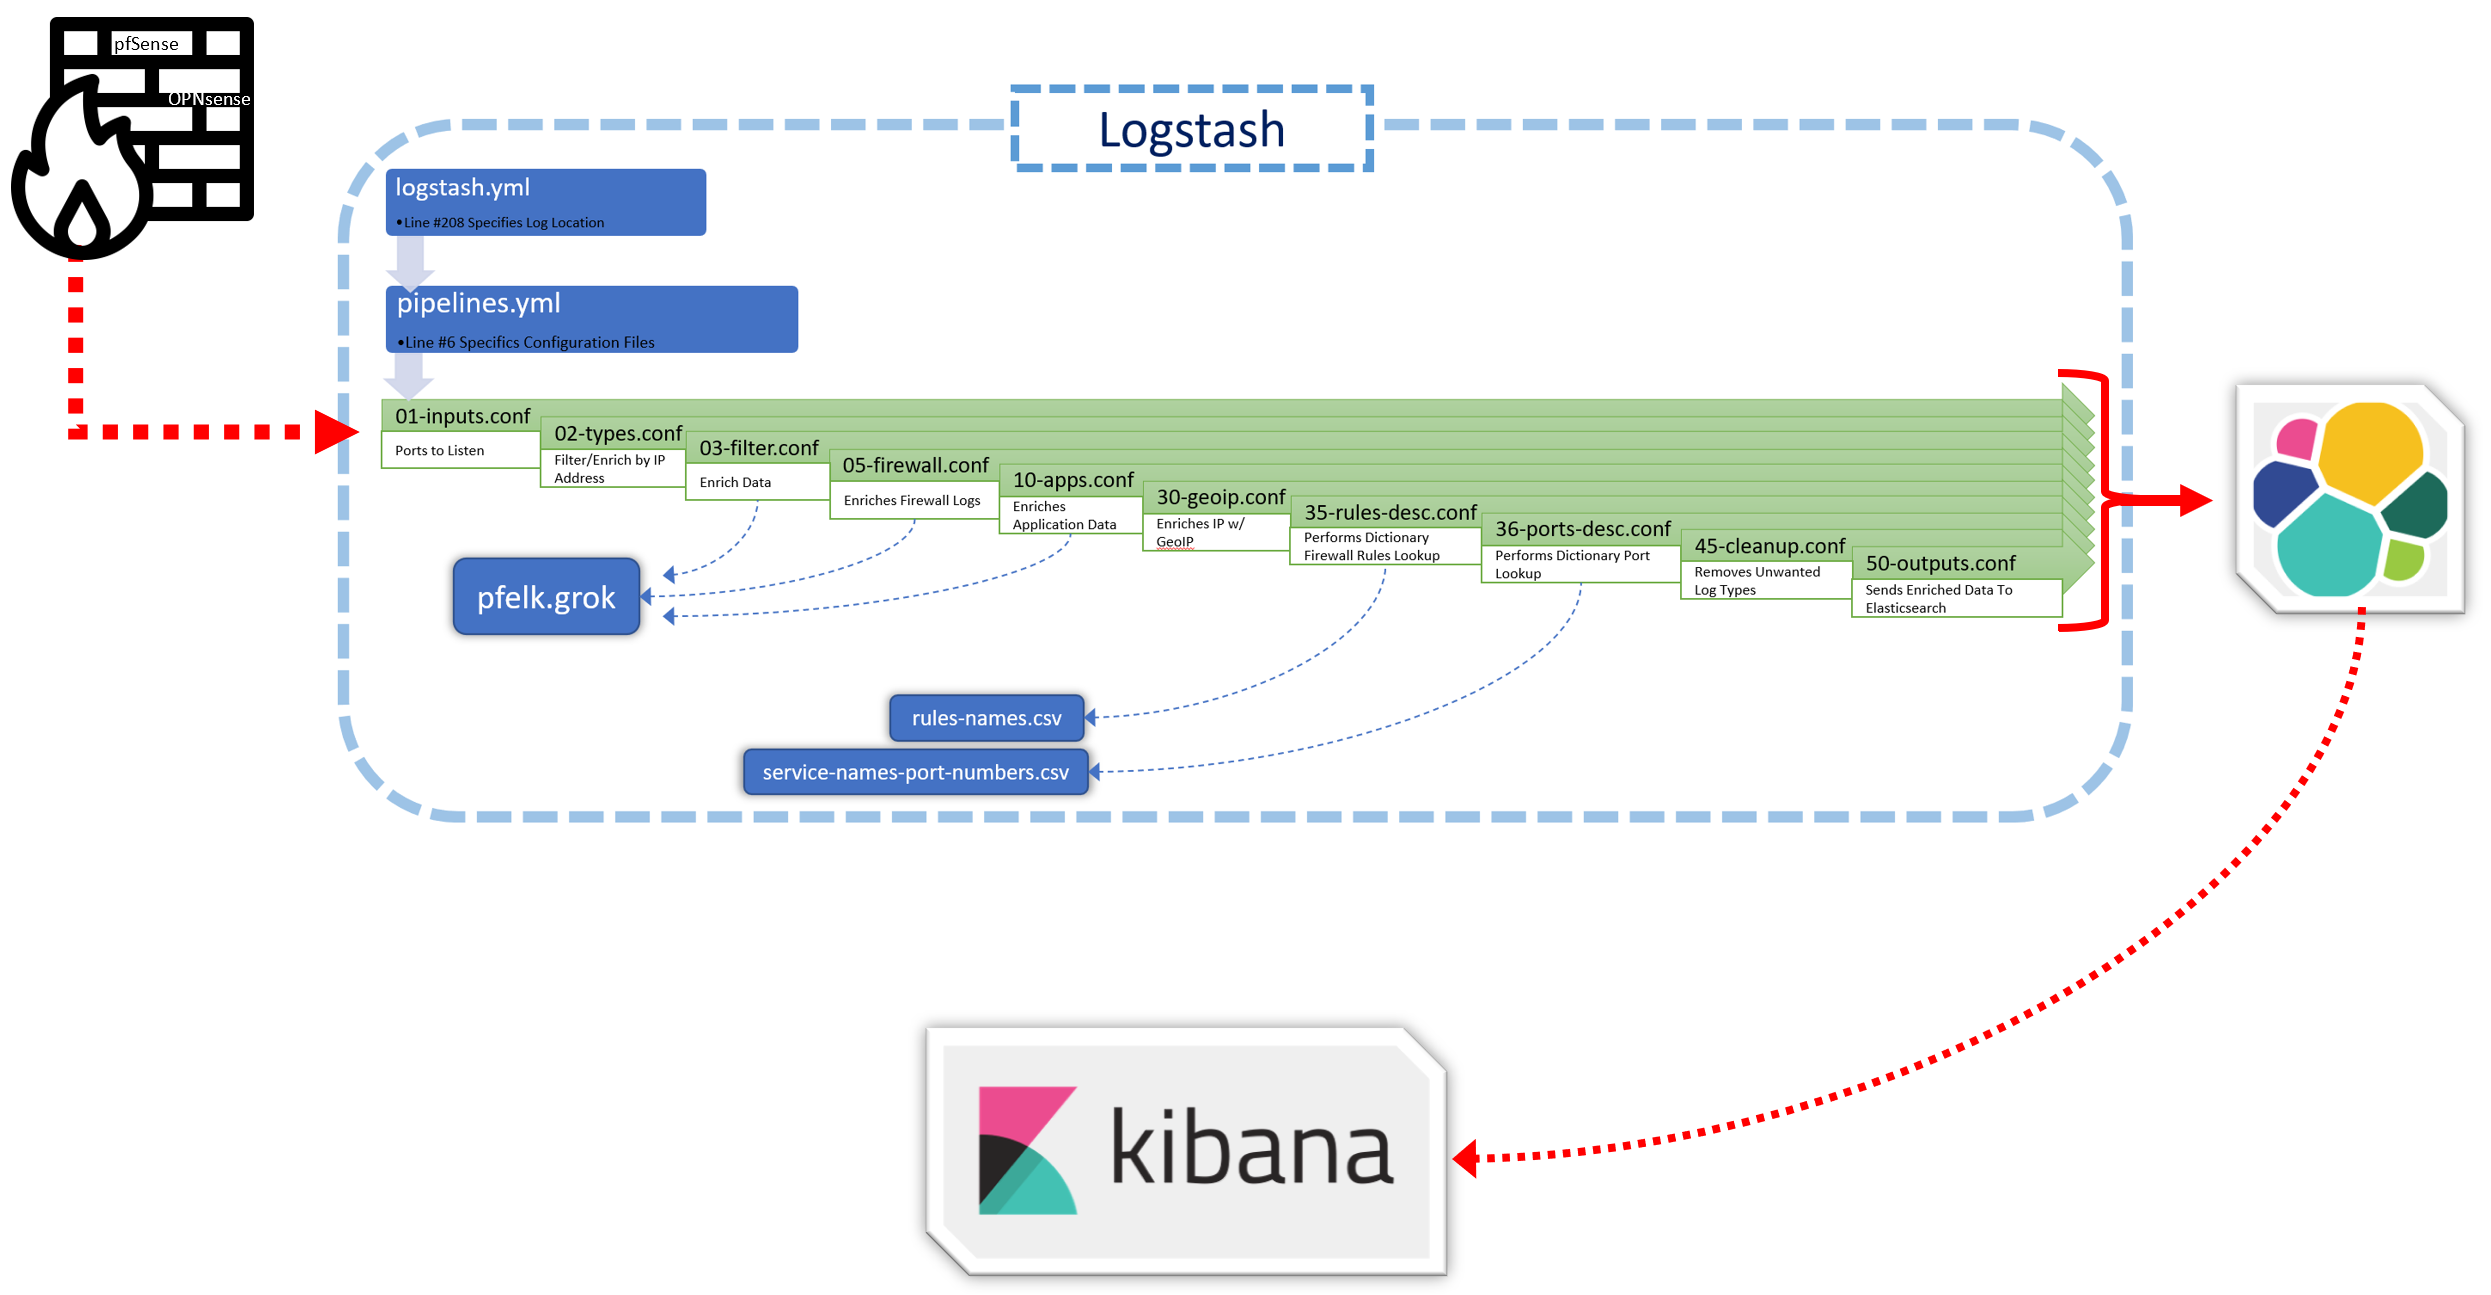 pfSense
OPNsense
Logstash
logstash.yml
•Line #208 Specifies Log Location
pipelines.yml
•Line #6 Specifics Configuration Files
01-inputs.conf
Ports to Listen
02-types.conf
Filter/Enrich by IP
Address
03-filter.conf
Enrich Data
05-firewall.conf
Enriches Firewall Logs
10-apps.conf
Enriches
Application Data
30-geoip.conf
Enriches IP w/
GeoIP
35-rules-desc.conf
Performs Dictionary
Firewall Rules Lookup
36-ports-desc.conf
Performs Dictionary Port
Lookup
45-cleanup.conf
Removes Unwanted
Log Types
50-outputs.conf
Sends Enriched Data To
Elasticsearch
pfelk.grok
rules-names.csv
service-names-port-numbers.csv
kibana